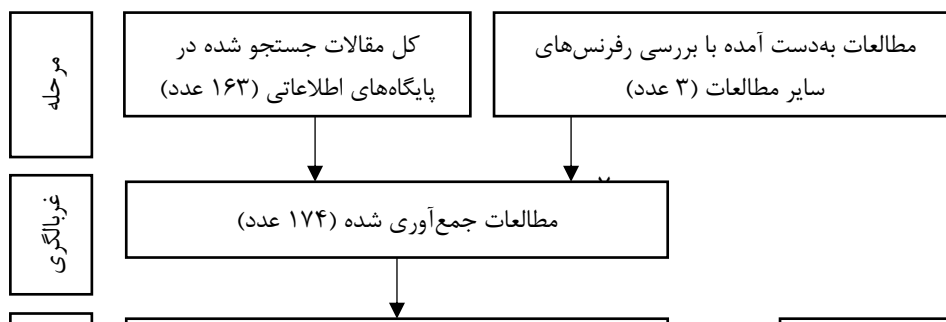 مطالعات به‌دست آمده با بررسی رفرنس‌های
سایر مطالعات (۳ عدد)
کل مقالات جستجو شده در
پایگاه‌های اطلاعاتی (۱۶۳ عدد)
مرحله
مطالعات جمع‌آوری شده (۱۷۴ عدد)
غربالگری